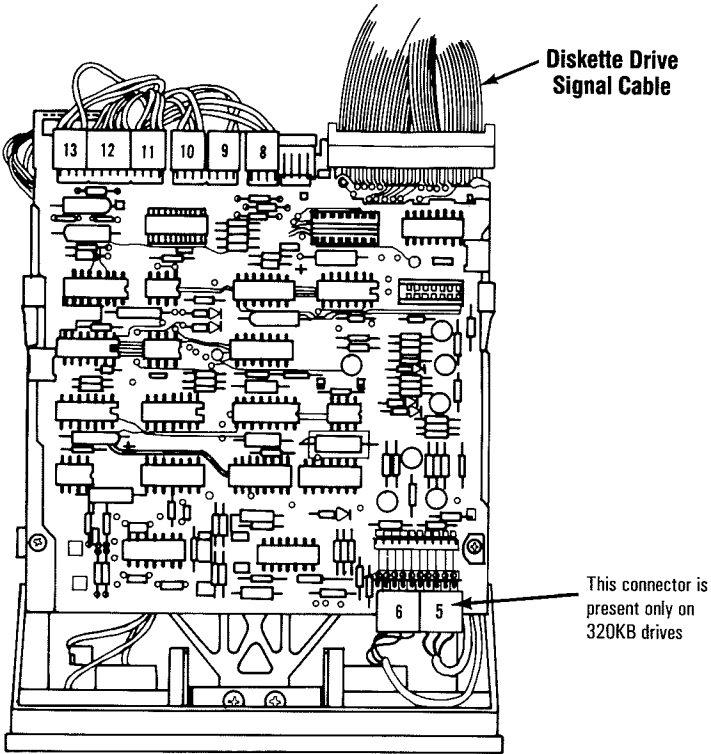 Diskette Drive
Signal Cable
13 12 11 10 9 8
6 5
This connector is
present only on
320KB drives